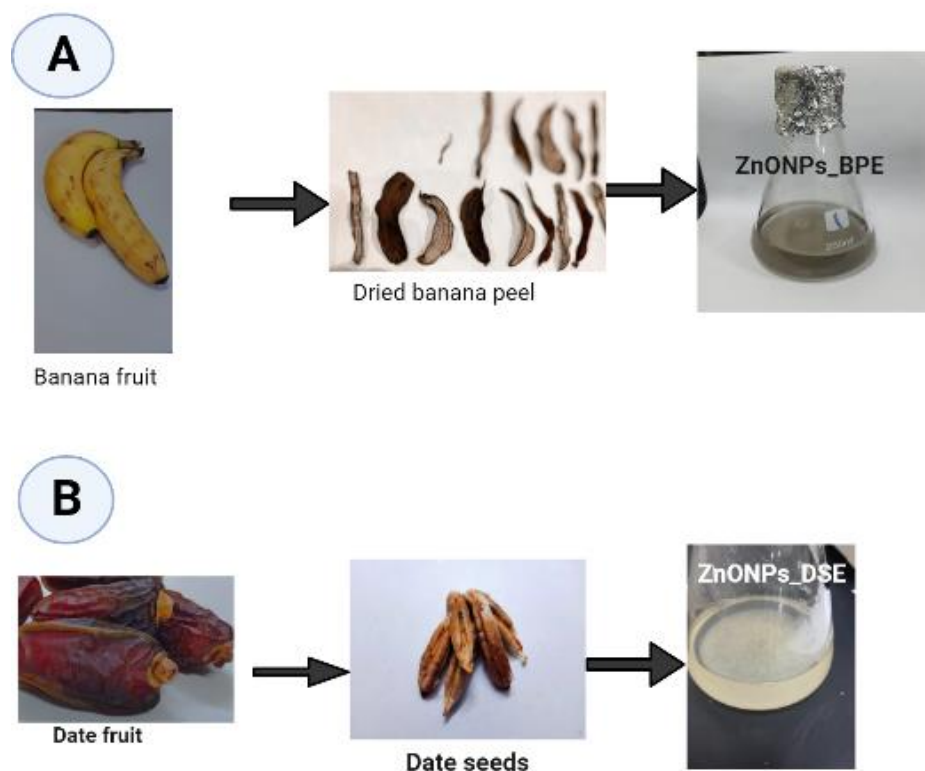 A
ZnONPs_BPE
Dried banana peel
Banana fruit
B
ZnONPs_DSE
Date fruit
Date seeds